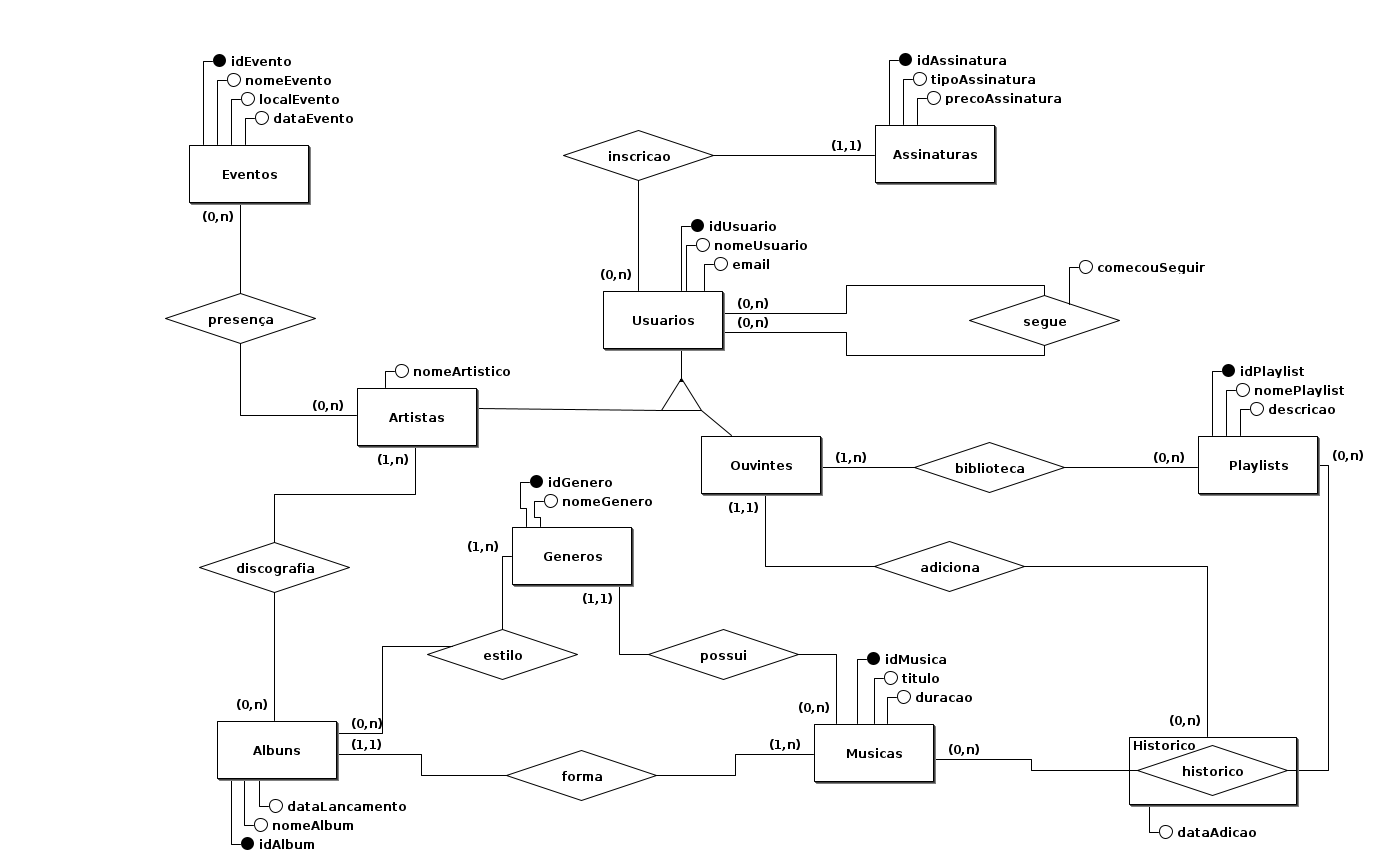 idEvento
nomeEvento
localEvento
dataEvento
Eventos
(0,n)
presença
(0,n)
idAssinatura
tipoAssinatura
precoAssinatura
Assinaturas
(1,1)
inscricao
(0,n)
idUsuario
nomeUsuario
email
Usuarios
(0,n)
(0,n)
comecouSeguir
segue
nomeArtistico
Artistas
(1,n)
Ouvintes
(1,n)
biblioteca
(0,n)
idPlaylist
nomePlaylist
descricao
Playlists
(0,n)
(1,1)
adiciona
idGenero
nomeGenero
(1,n)
Generos
(1,1)
discografia
estilo
possui
idMusica
titulo
duracao
(0,n)
(0,n)
(0,n)
(0,n)
Albuns
(1,1)
forma
(1,n)
Musicas
(0,n)
Historico
historico
dataLancamento
nomeAlbum
idAlbum
dataAdicao